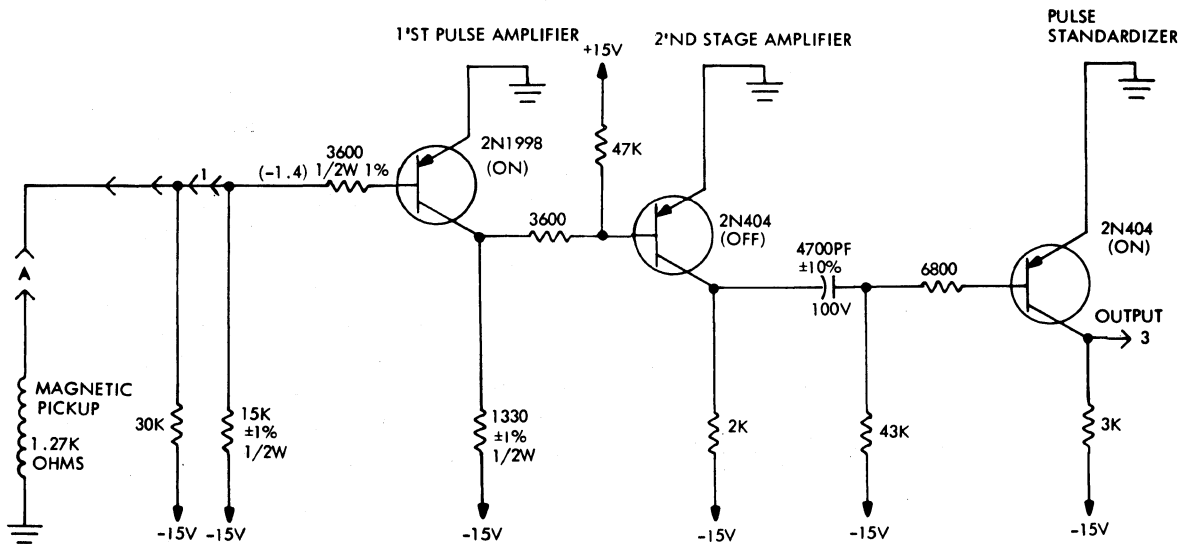 1'ST PULSE AMPLIFIER
2'ND STAGE AMPLIFIER
PULSE
STANDARDIZER
+15V
2N1998
(ON)
47K
3600
1/2W 1%
(-1.4)
1
3600
2N404
(OFF)
4700PF
±10%
100V
6800
2N404
(ON)
OUTPUT
3
A
MAGNETIC
PICKUP
1.27K
OHMS
30K
15K
±1%
1/2W
1330
±1%
1/2W
2K
43K
3K
-15V
-15V
-15V
-15V
-15V
-15V